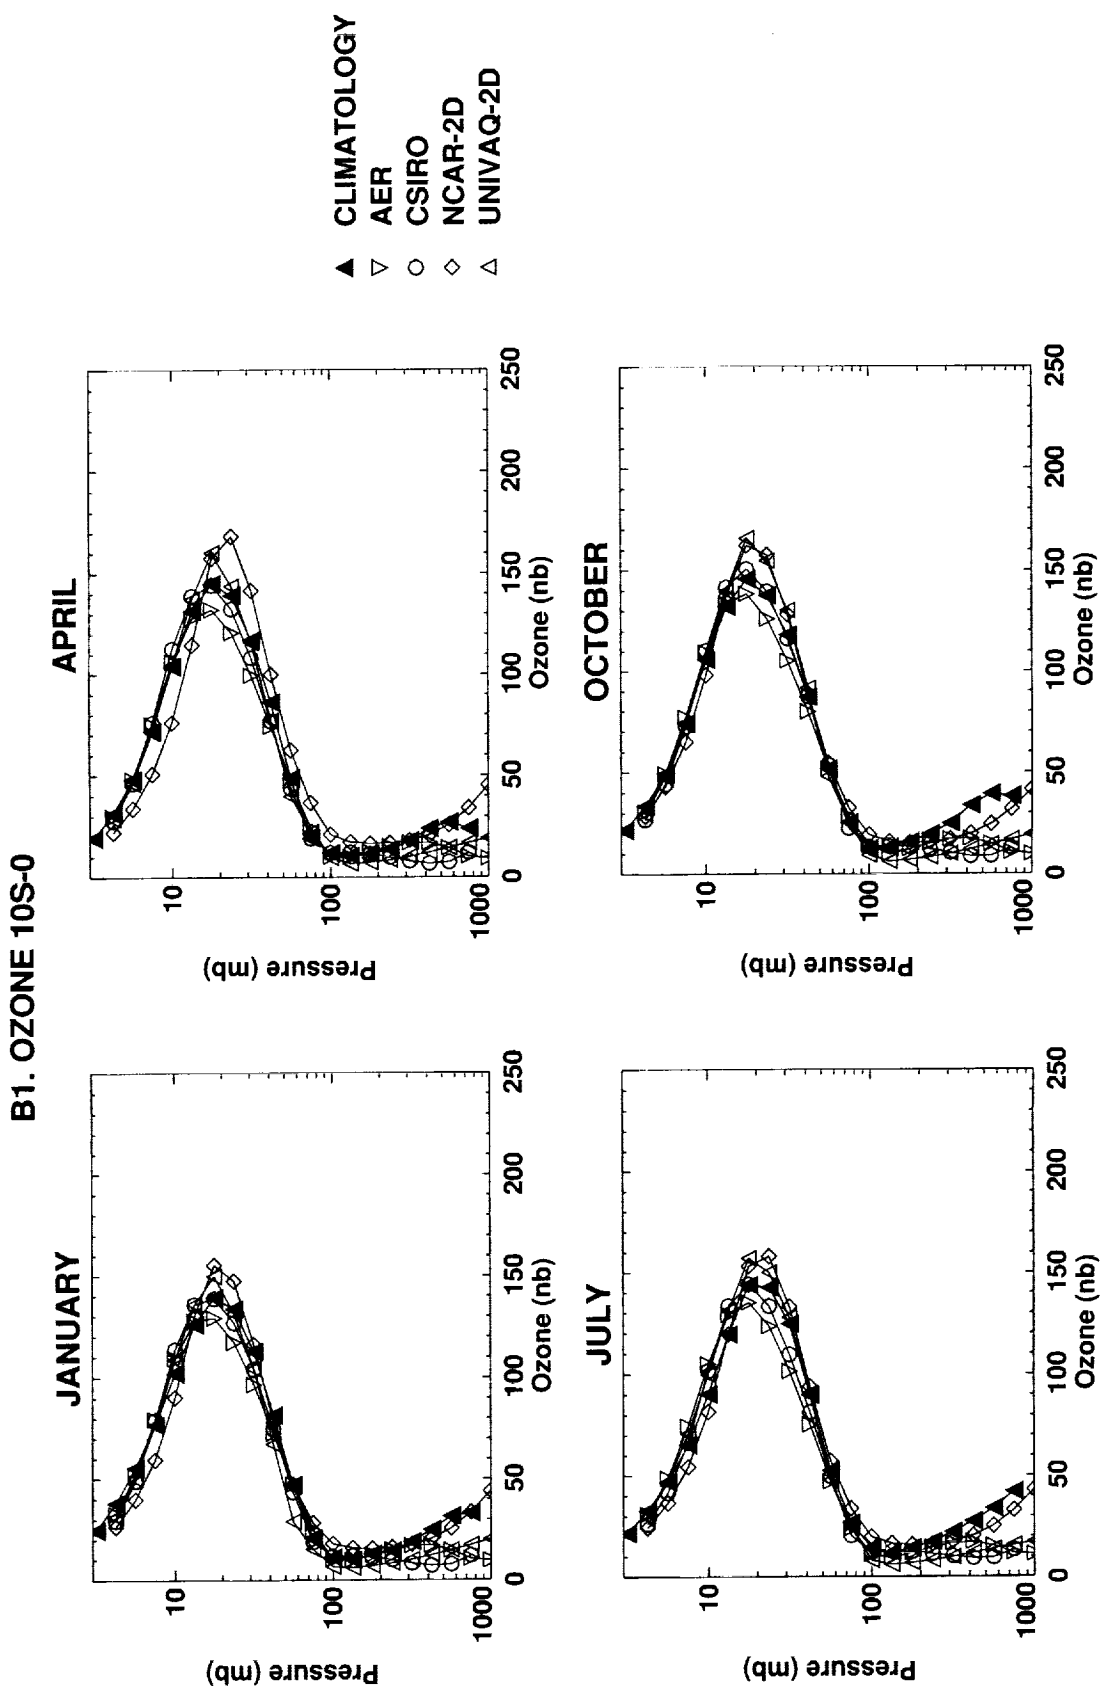 B1. OZONE 10S-0
JANUARY
10
100
1000
Pressure (mb)
0 50 100 150 200 250
Ozone (nb)
APRIL
10
100
1000
Pressure (mb)
0 50 100 150 200 250
Ozone (nb)
CLIMATOLOGY
AER
CSIRO
NCAR-2D
UNIVAQ-2D
JULY
10
100
1000
Pressure (mb)
0 50 100 150 200 250
Ozone (nb)
OCTOBER
10
100
1000
Pressure (mb)
0 50 100 150 200 250
Ozone (nb)